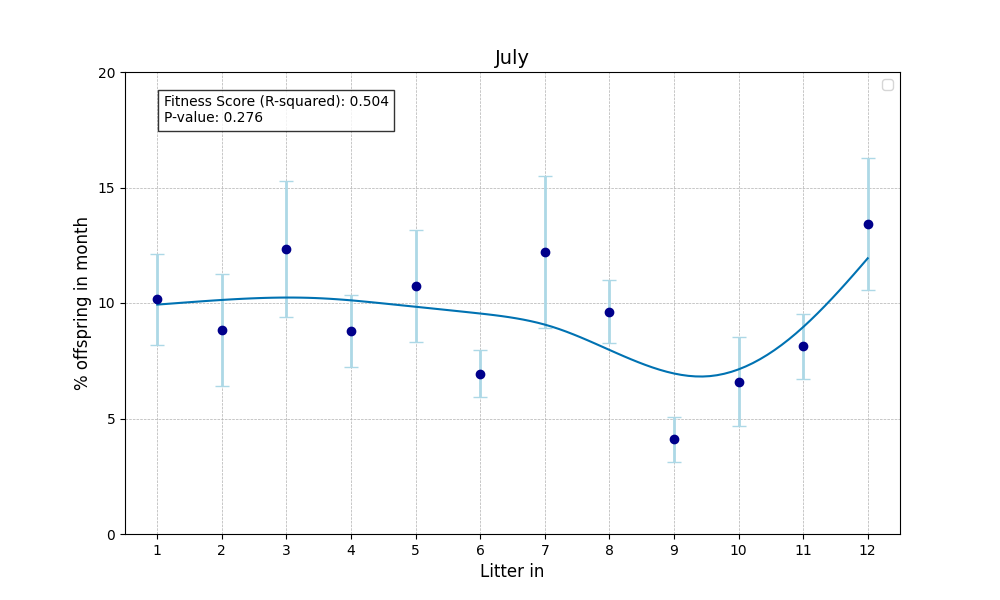 July
Fitness Score (R-squared): 0.504
P-value: 0.276
% offspring in month
20
15
10
5
0
1 2 3 4 5 6 7 8 9 10 11 12
Litter in